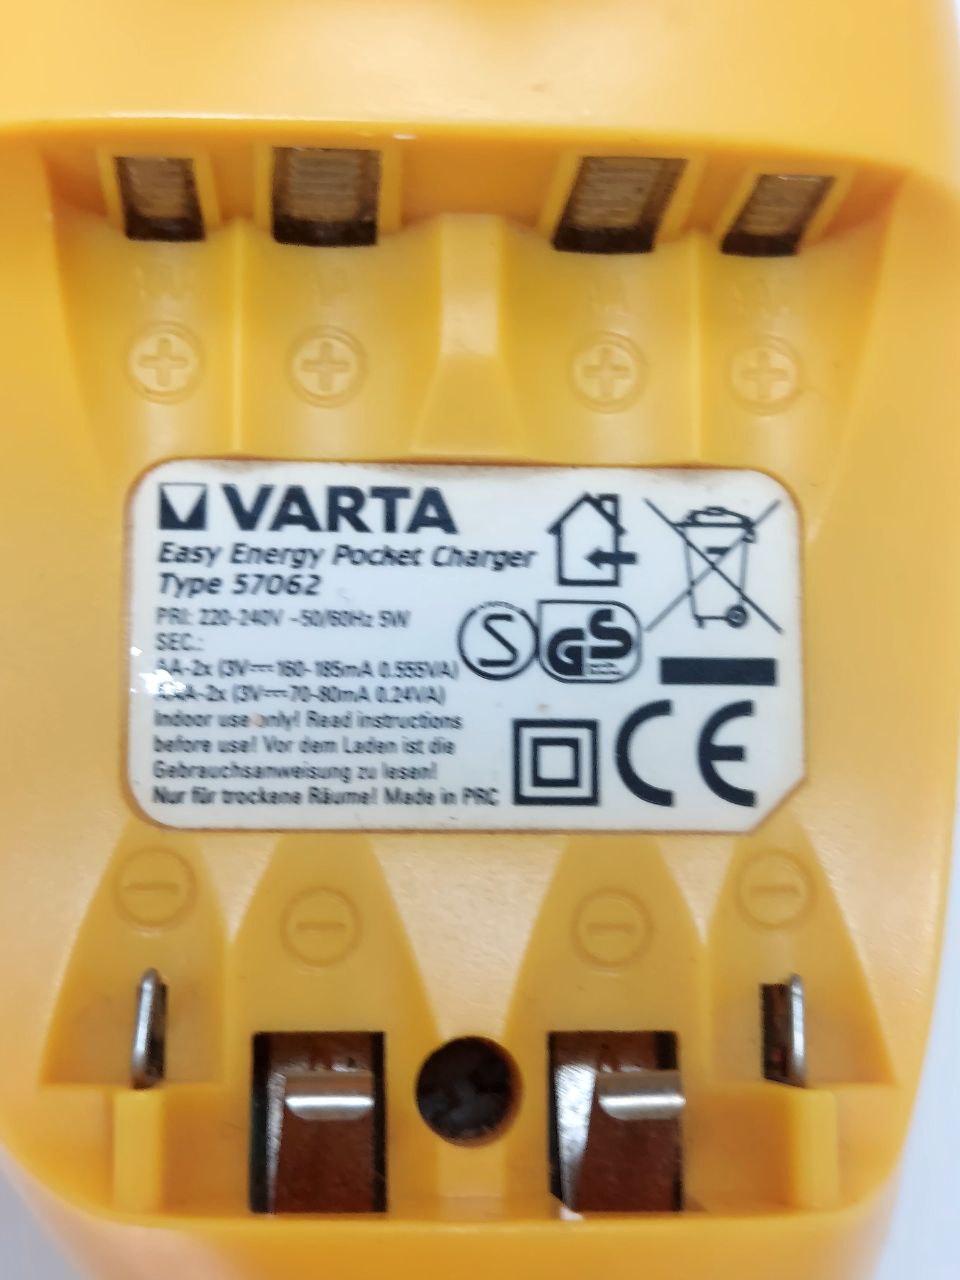 VARTA
Easy Energy Pocket Charger
Type 57062
PRI: 220-240V ~50/60Hz 5W
SEC.:
AA-2x (3V⎓160-185mA 0.555VA)
AAA-2x (3V⎓70-80mA 0.24VA)
Indoor use only! Read instructions
before use! Vor dem Laden ist die
Gebrauchsanweisung zu lesen!
Nur für trockene Räume! Made in PRC
S
GS
CE